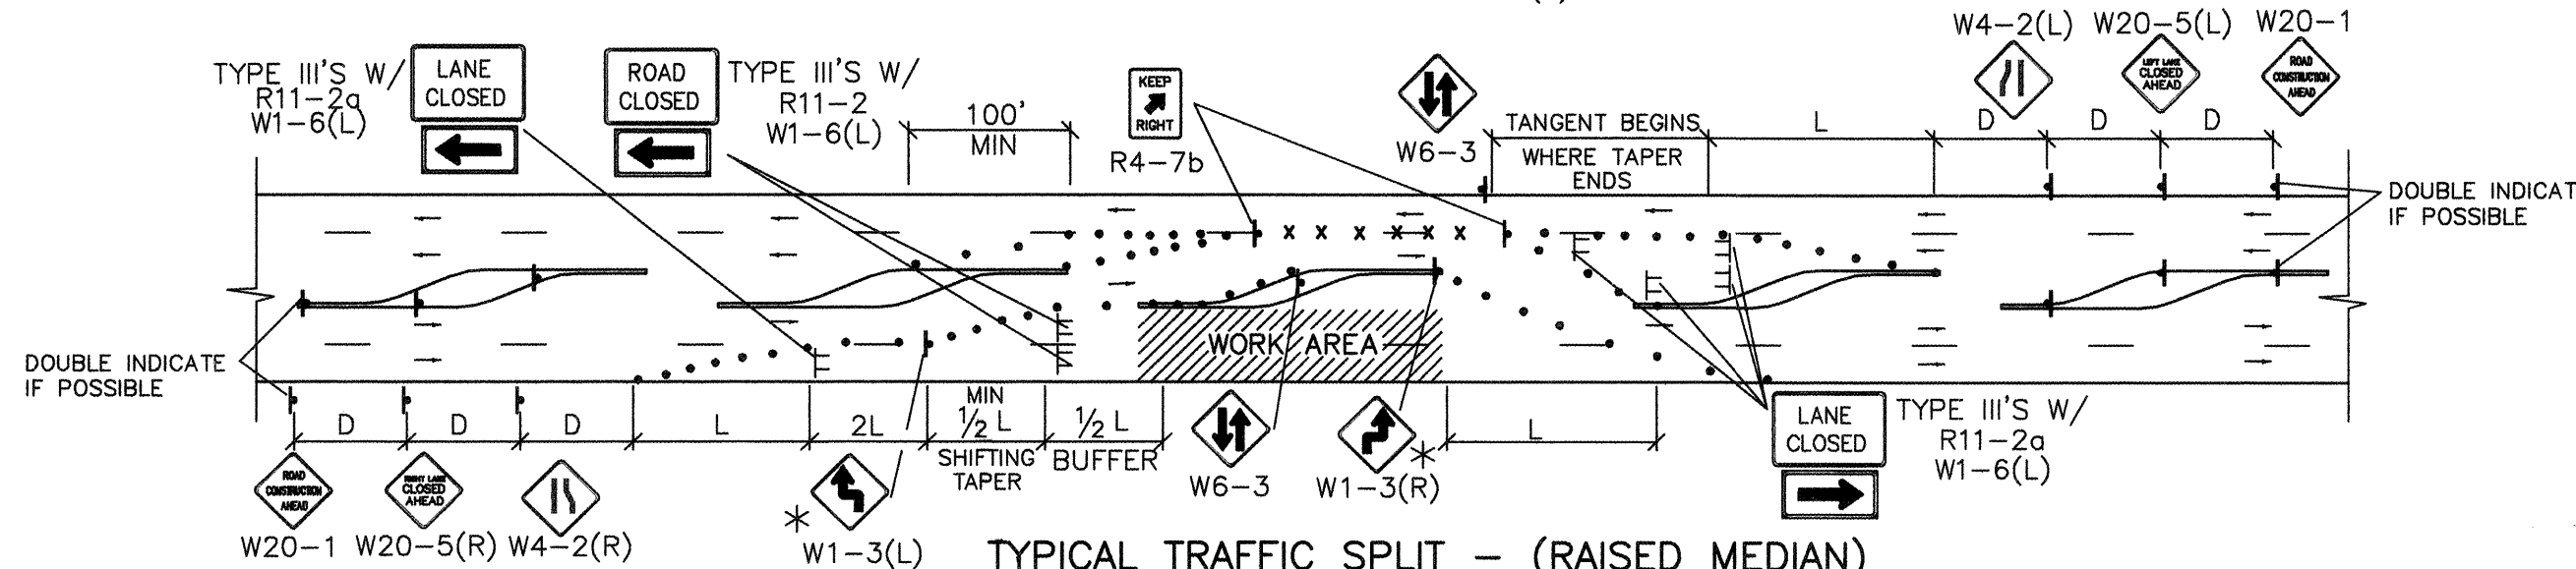 W4-2(L) W20-5(L) W20-1
TYPE III'S W/
R11-2a
W1-6(L)
LANE
CLOSED
ROAD
CLOSED
TYPE III'S W/
R11-2
W1-6(L)
100'
MIN
KEEP
RIGHT
R4-7b
W6-3
TANGENT BEGINS
WHERE TAPER
ENDS
L
D
D
D
LEFT LANE
CLOSED
AHEAD
ROAD
CONSTRUCTION
AHEAD
DOUBLE INDICAT
IF POSSIBLE
X X X X X X
WORK AREA
DOUBLE INDICATE
IF POSSIBLE
D
D
D
L
2L
MIN
½ L
SHIFTING
TAPER
½ L
BUFFER
L
ROAD
CONSTRUCTION
AHEAD
W20-1
RIGHT LANE
CLOSED
AHEAD
W20-5(R)
W4-2(R)
*
W1-3(L)
W6-3
*
W1-3(R)
LANE
CLOSED
TYPE III'S W/
R11-2a
W1-6(L)
TYPICAL TRAFFIC SPLIT - (RAISED MEDIAN)